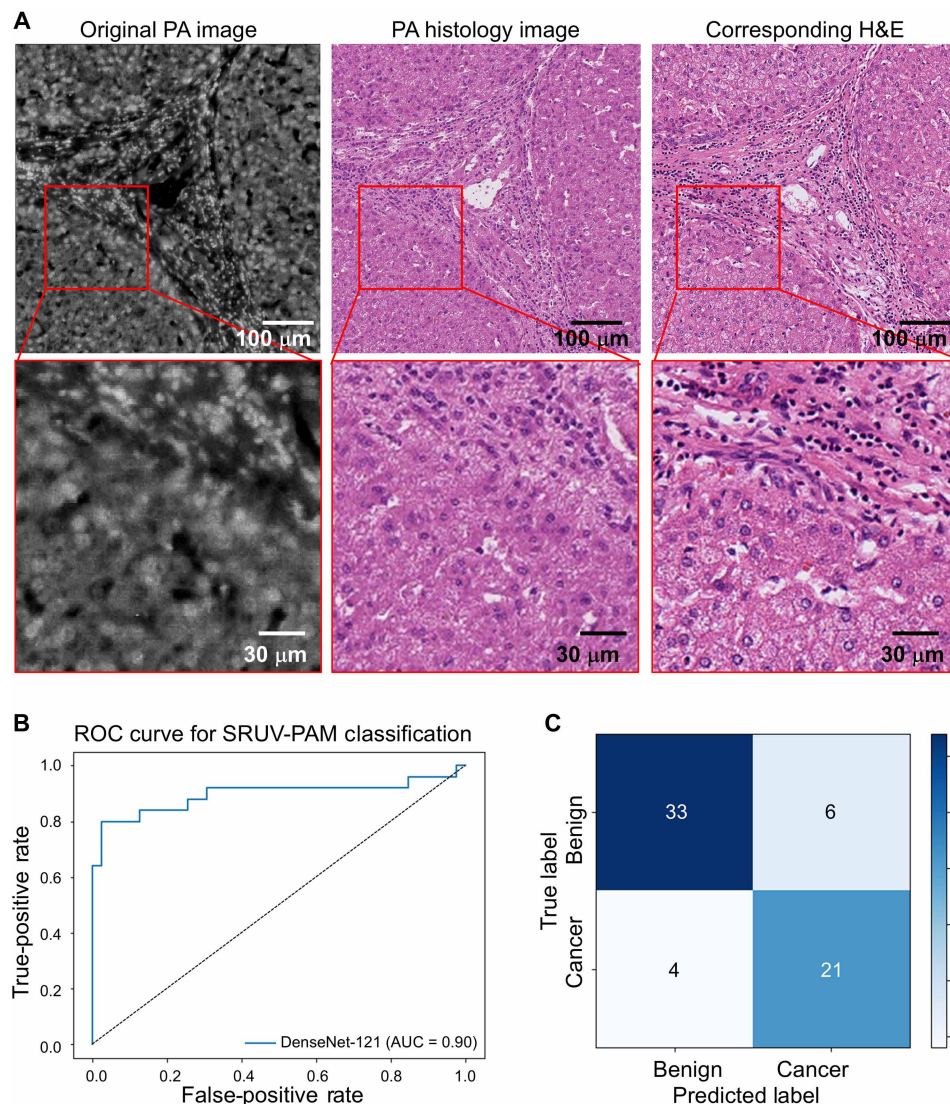 A
Original PA image
PA histology image
Corresponding H&E
100 μm
100 μm
100 μm
30 μm
30 μm
30 μm
B
ROC curve for SRUV-PAM classification
True-positive rate
1.0
0.8
0.6
0.4
0.2
0.0
DenseNet-121 (AUC = 0.90)
0.0 0.2 0.4 0.6 0.8 1.0
False-positive rate
C
True label
Benign
Cancer
33 6
4 21
Benign Cancer
Predicted label